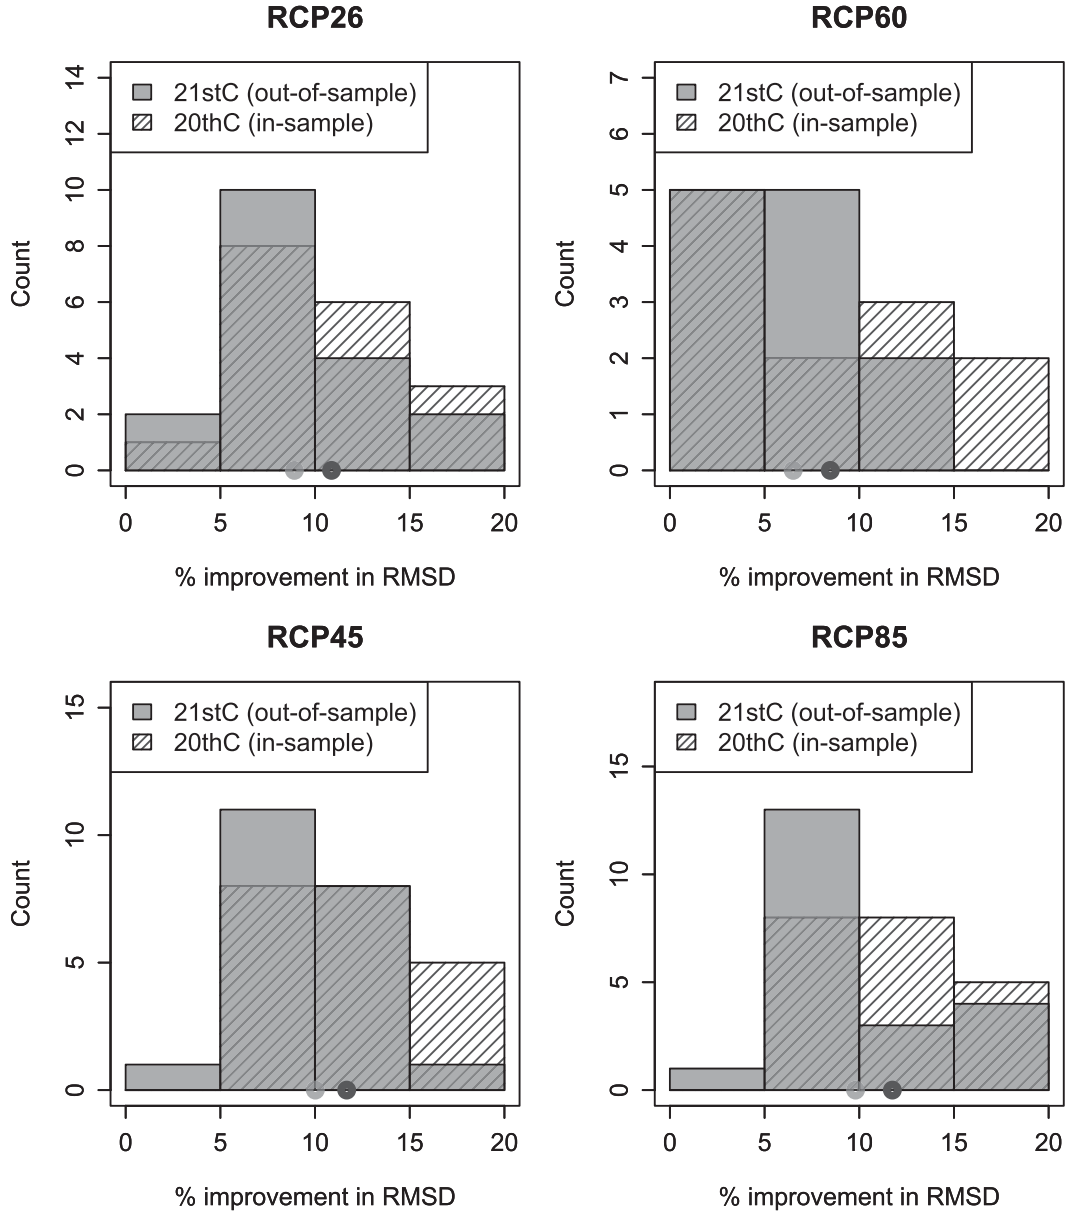 RCP26
14
12
10
8
6
4
2
0
Count
21stC (out-of-sample)
20thC (in-sample)
0 5 10 15 20
% improvement in RMSD
RCP60
7
6
5
4
3
2
1
0
Count
21stC (out-of-sample)
20thC (in-sample)
0 5 10 15 20
% improvement in RMSD
RCP45
15
10
5
0
Count
21stC (out-of-sample)
20thC (in-sample)
0 5 10 15 20
% improvement in RMSD
RCP85
15
10
5
0
Count
21stC (out-of-sample)
20thC (in-sample)
0 5 10 15 20
% improvement in RMSD